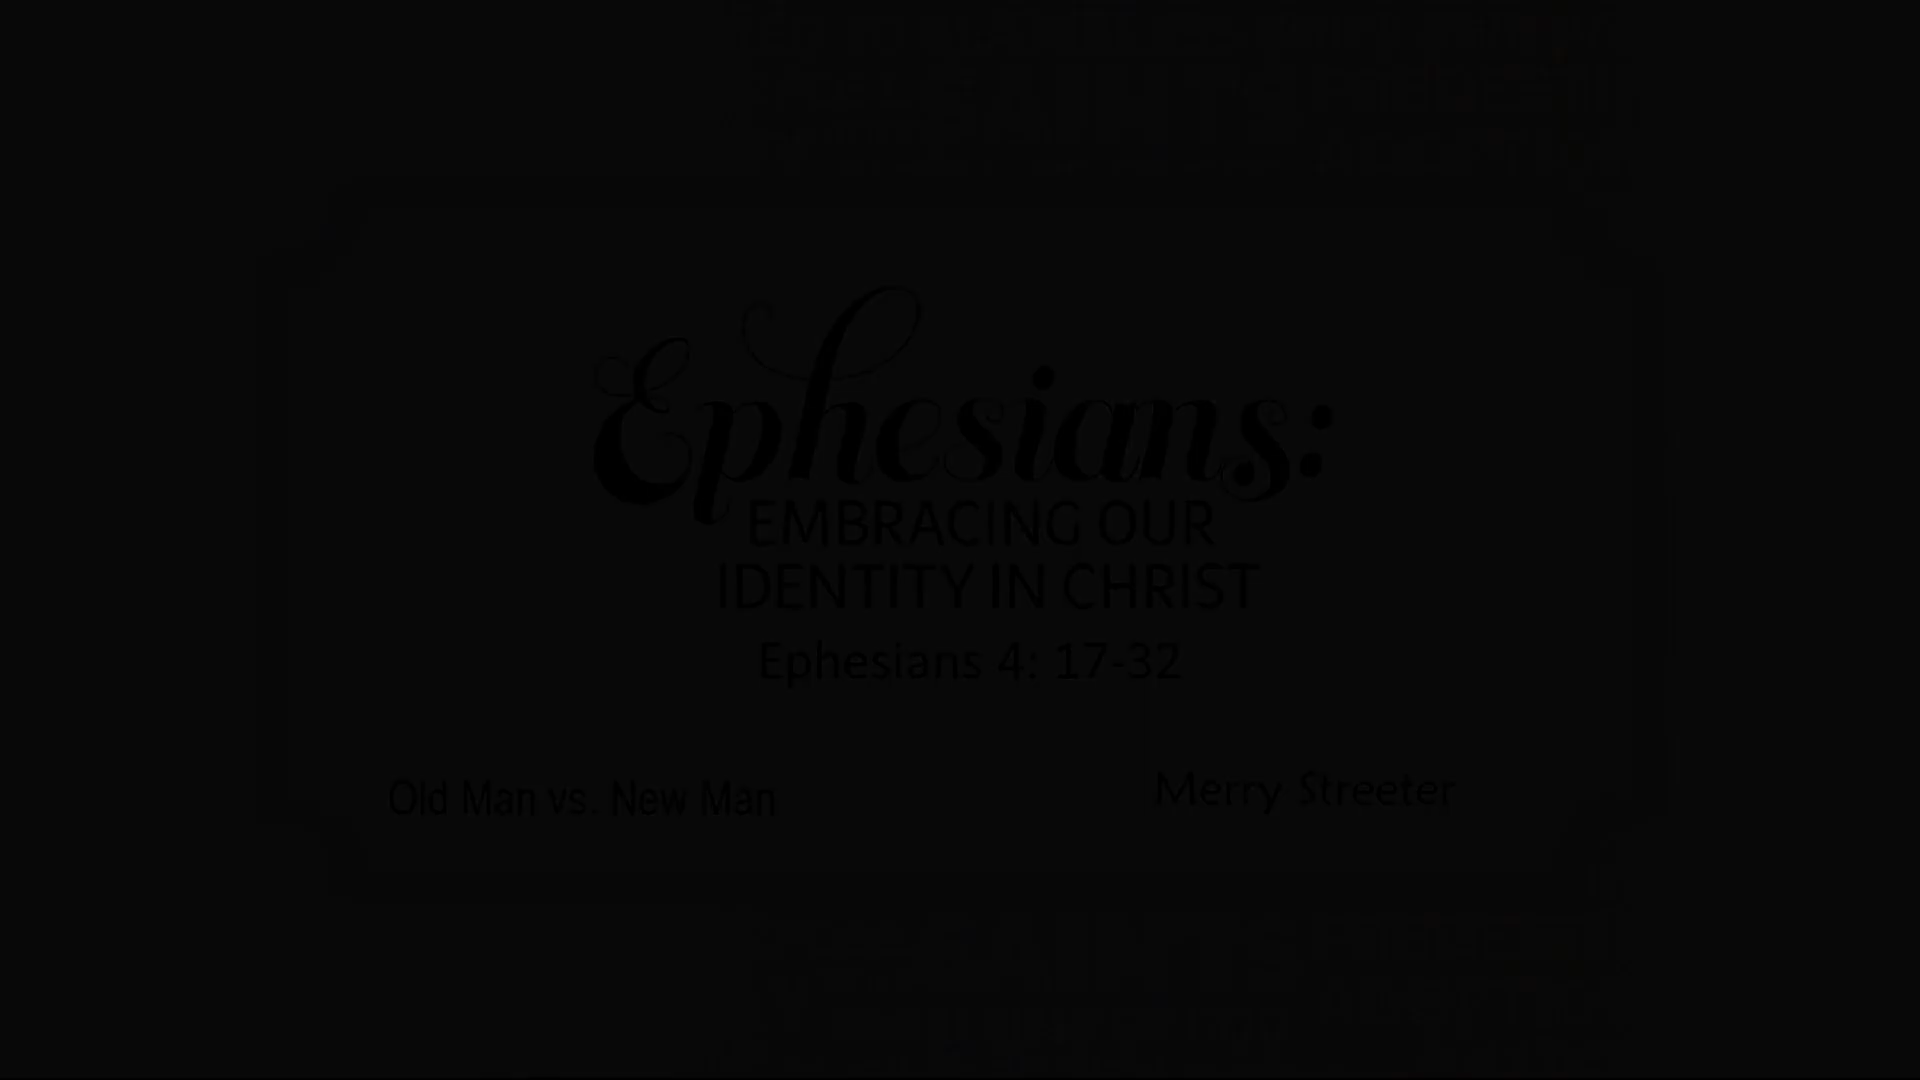 Ephesians:
EMBRACING OUR
IDENTITY IN CHRIST
Ephesians 4: 17-32
Old Man vs. New Man
Merry Streeter